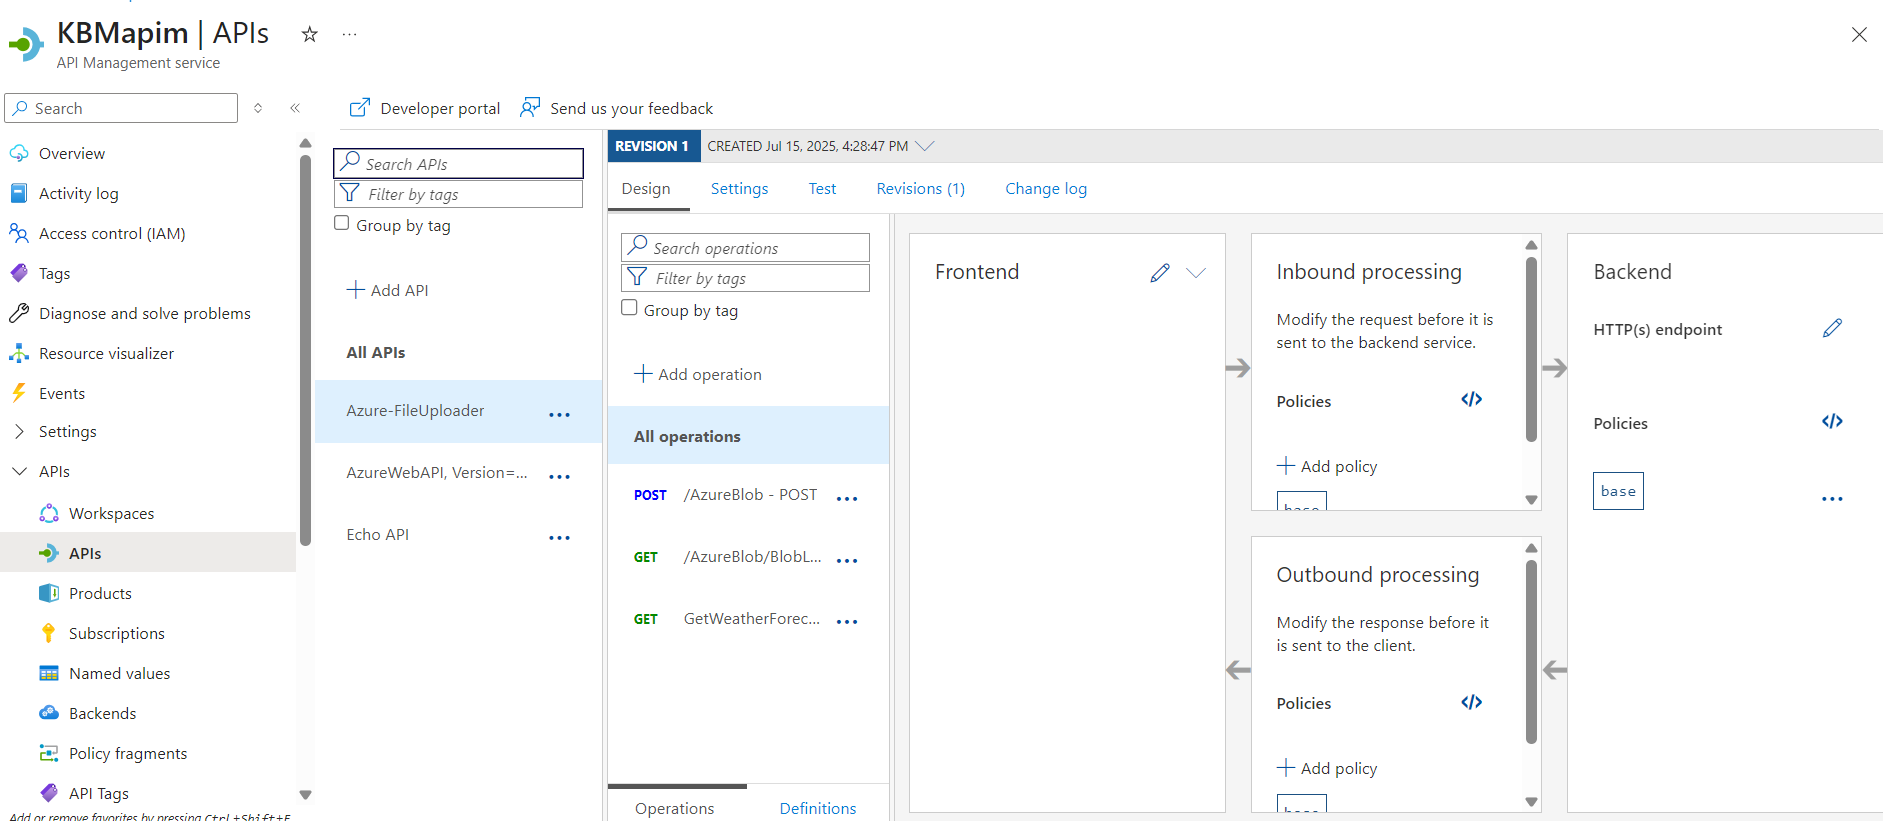 KBMapim | APIs
API Management service
Search
Developer portal
Send us your feedback
Overview
Activity log
Access control (IAM)
Tags
Diagnose and solve problems
Resource visualizer
Events
Settings
APIs
Workspaces
APIs
Products
Subscriptions
Named values
Backends
Policy fragments
API Tags
Add or remove favorites by pressing Ctrl+Shift+F
Search APIs
Filter by tags
Group by tag
Add API
All APIs
Azure-FileUploader
AzureWebAPI, Version=...
Echo API
REVISION 1
CREATED Jul 15, 2025, 4:28:47 PM
Design
Settings
Test
Revisions (1)
Change log
Search operations
Filter by tags
Group by tag
Add operation
All operations
POST /AzureBlob - POST
GET /AzureBlob/BlobL...
GET GetWeatherForec...
Operations
Definitions
Frontend
Inbound processing
Modify the request before it is
sent to the backend service.
Policies
</>
Add policy
base
Outbound processing
Modify the response before it
is sent to the client.
Policies
</>
Add policy
base
Backend
HTTP(s) endpoint
Policies
</>
base